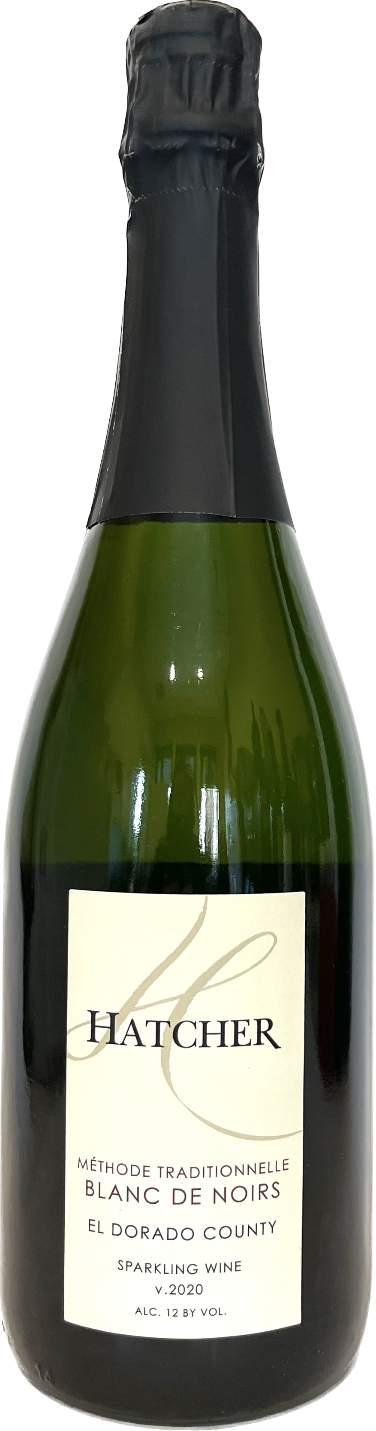 HATCHER
MÉTHODE TRADITIONNELLE
BLANC DE NOIRS
EL DORADO COUNTY
SPARKLING WINE
v.2020
ALC. 12 BY VOL.